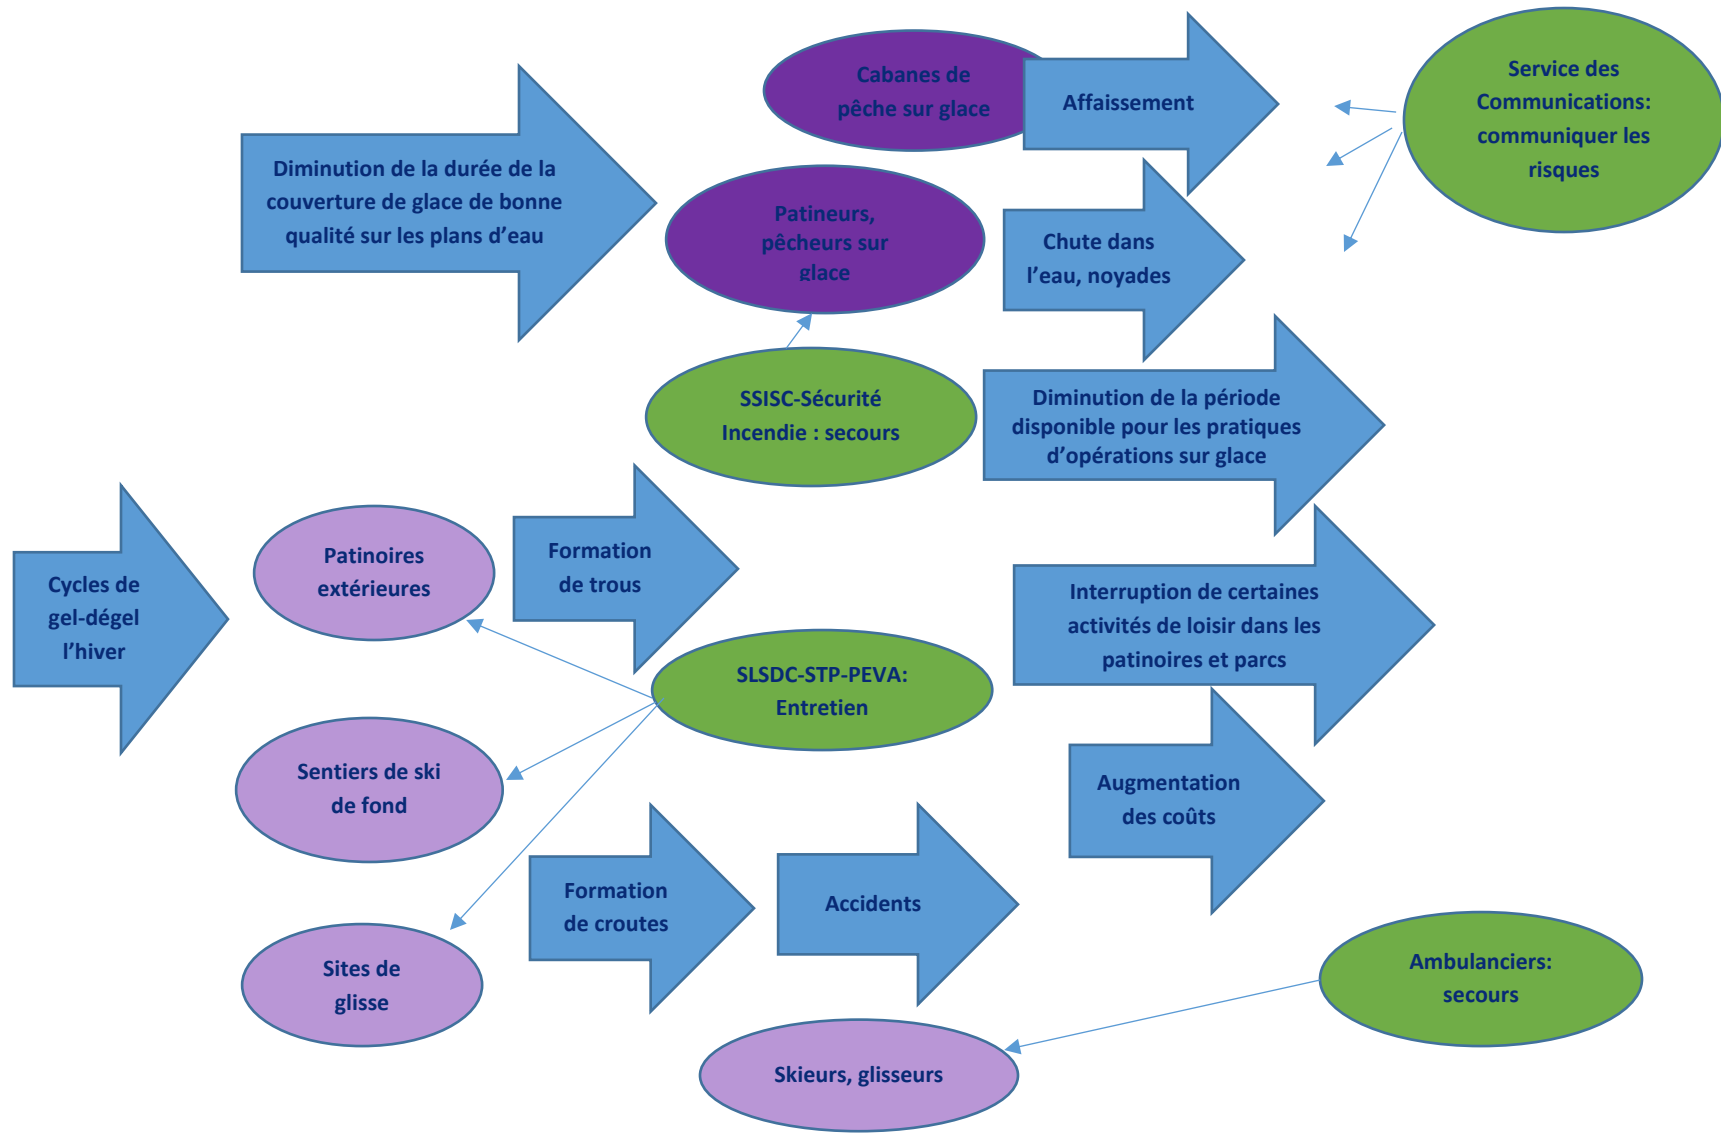 Cabanes de
pêche sur glace
Affaissement
Service des
Communications:
communiquer les
risques
Diminution de la durée de la
couverture de glace de bonne
qualité sur les plans d’eau
Patineurs,
pêcheurs sur
glace
Chute dans
l’eau, noyades
SSISC-Sécurité
Incendie : secours
Diminution de la période
disponible pour les pratiques
d’opérations sur glace
Cycles de
gel-dégel
l’hiver
Patinoires
extérieures
Formation
de trous
Interruption de certaines
activités de loisir dans les
patinoires et parcs
SLSDC-STP-PEVA:
Entretien
Sentiers de ski
de fond
Augmentation
des coûts
Formation
de croutes
Accidents
Sites de
glisse
Ambulanciers:
secours
Skieurs, glisseurs